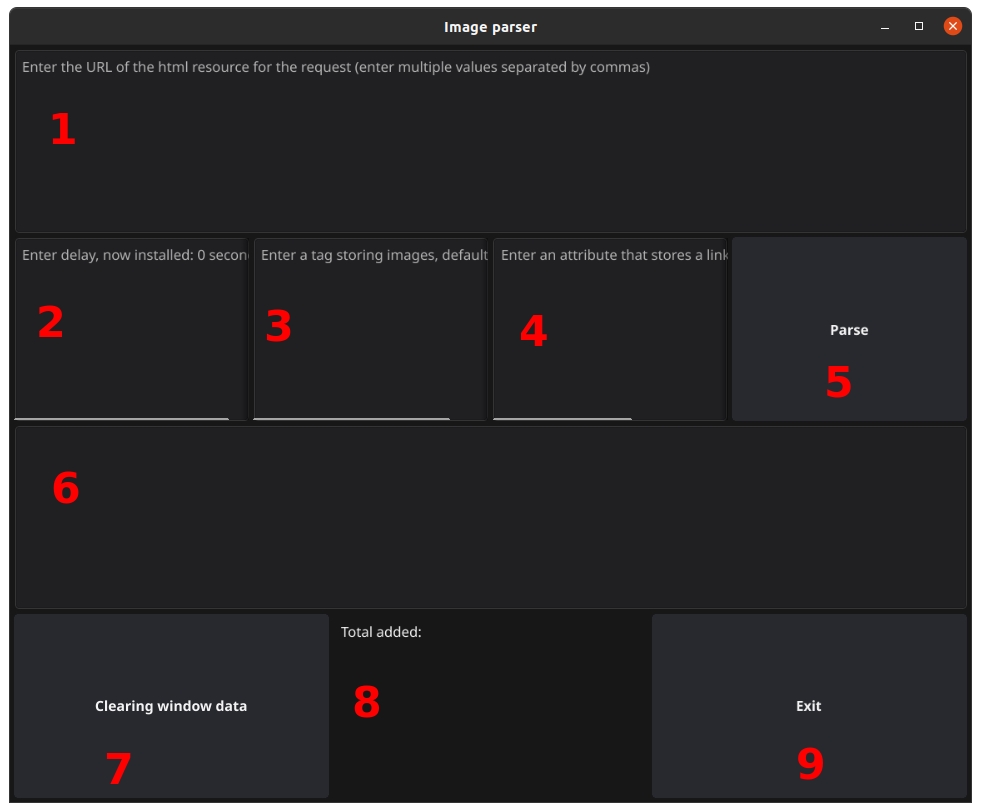 Image parser
Enter the URL of the html resource for the request (enter multiple values separated by commas)
1
Enter delay, now installed: 0 secon
Enter a tag storing images, default
Enter an attribute that stores a link
2
3
4
Parse
5
6
Total added:
8
Clearing window data
Exit
7
9